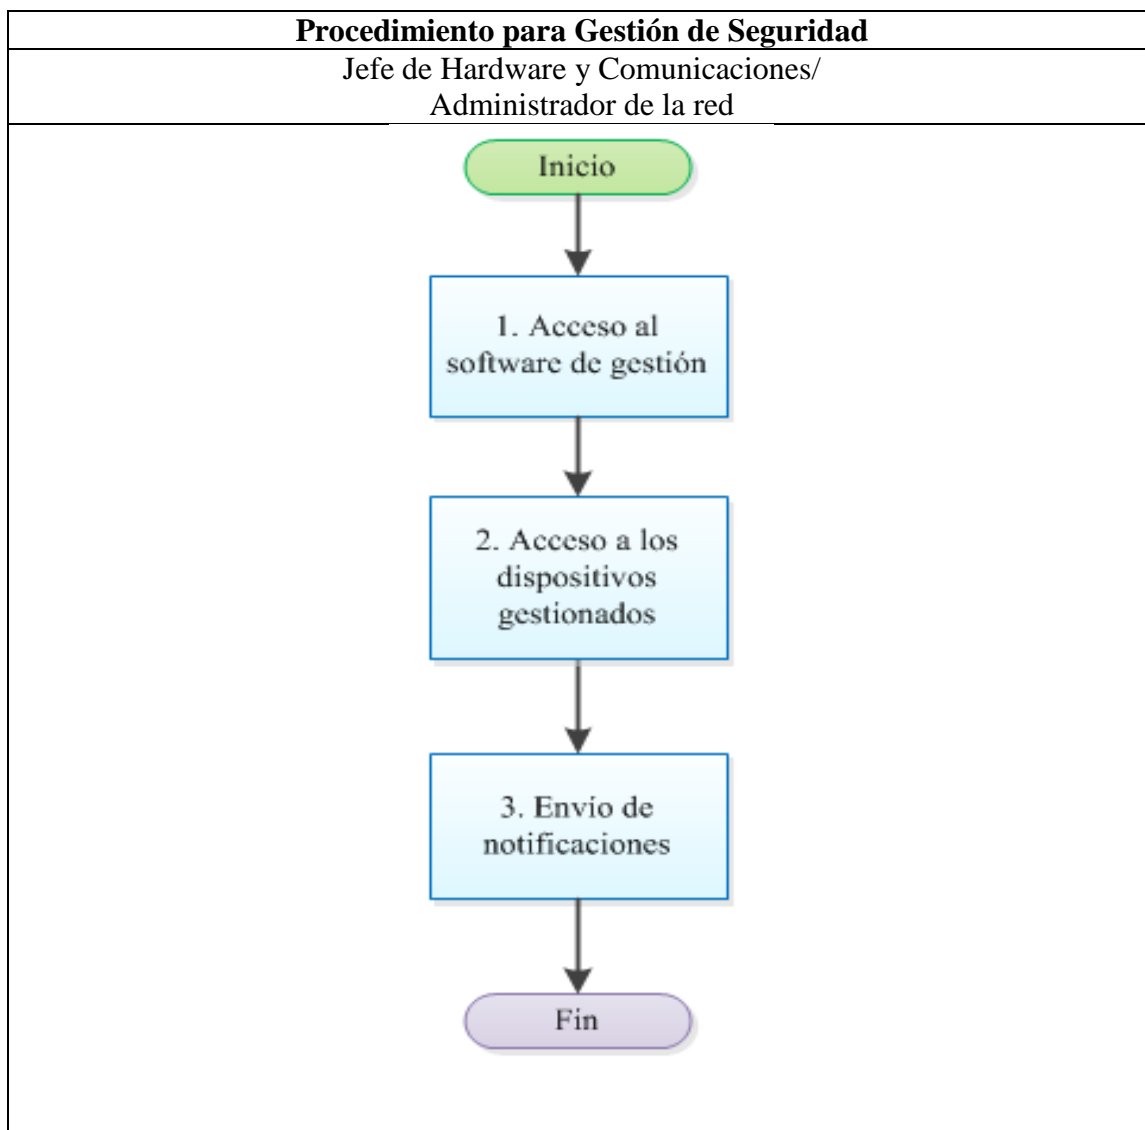 Procedimiento para Gestión de Seguridad
Jefe de Hardware y Comunicaciones/
Administrador de la red
Inicio
1. Acceso al
software de gestión
2. Acceso a los
dispositivos
gestionados
3. Envío de
notificaciones
Fin